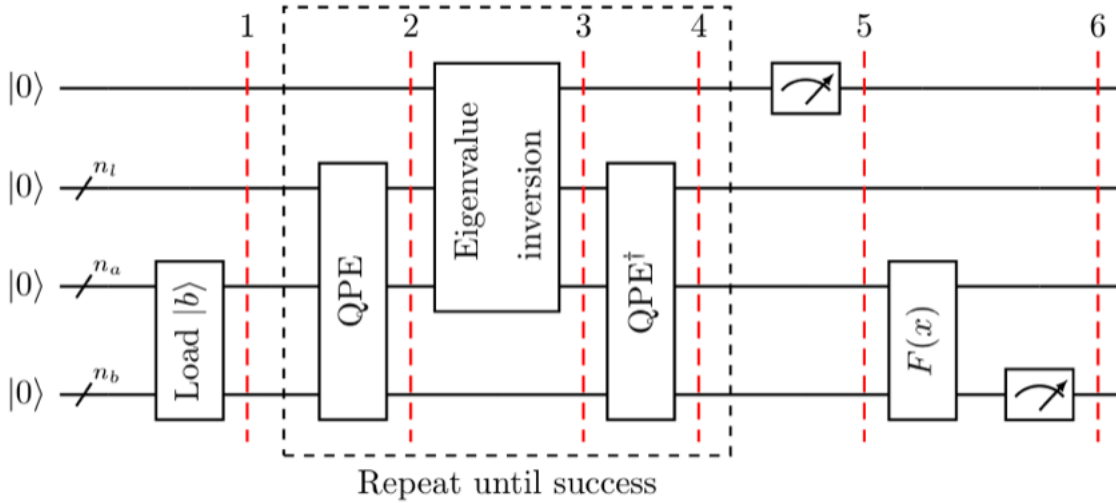 1 2 3 4 5 6
|0⟩
|0⟩ n_l
|0⟩ n_a
|0⟩ n_b
Load |b⟩
QPE
Eigenvalue
inversion
QPE†
F(x)
Repeat until success